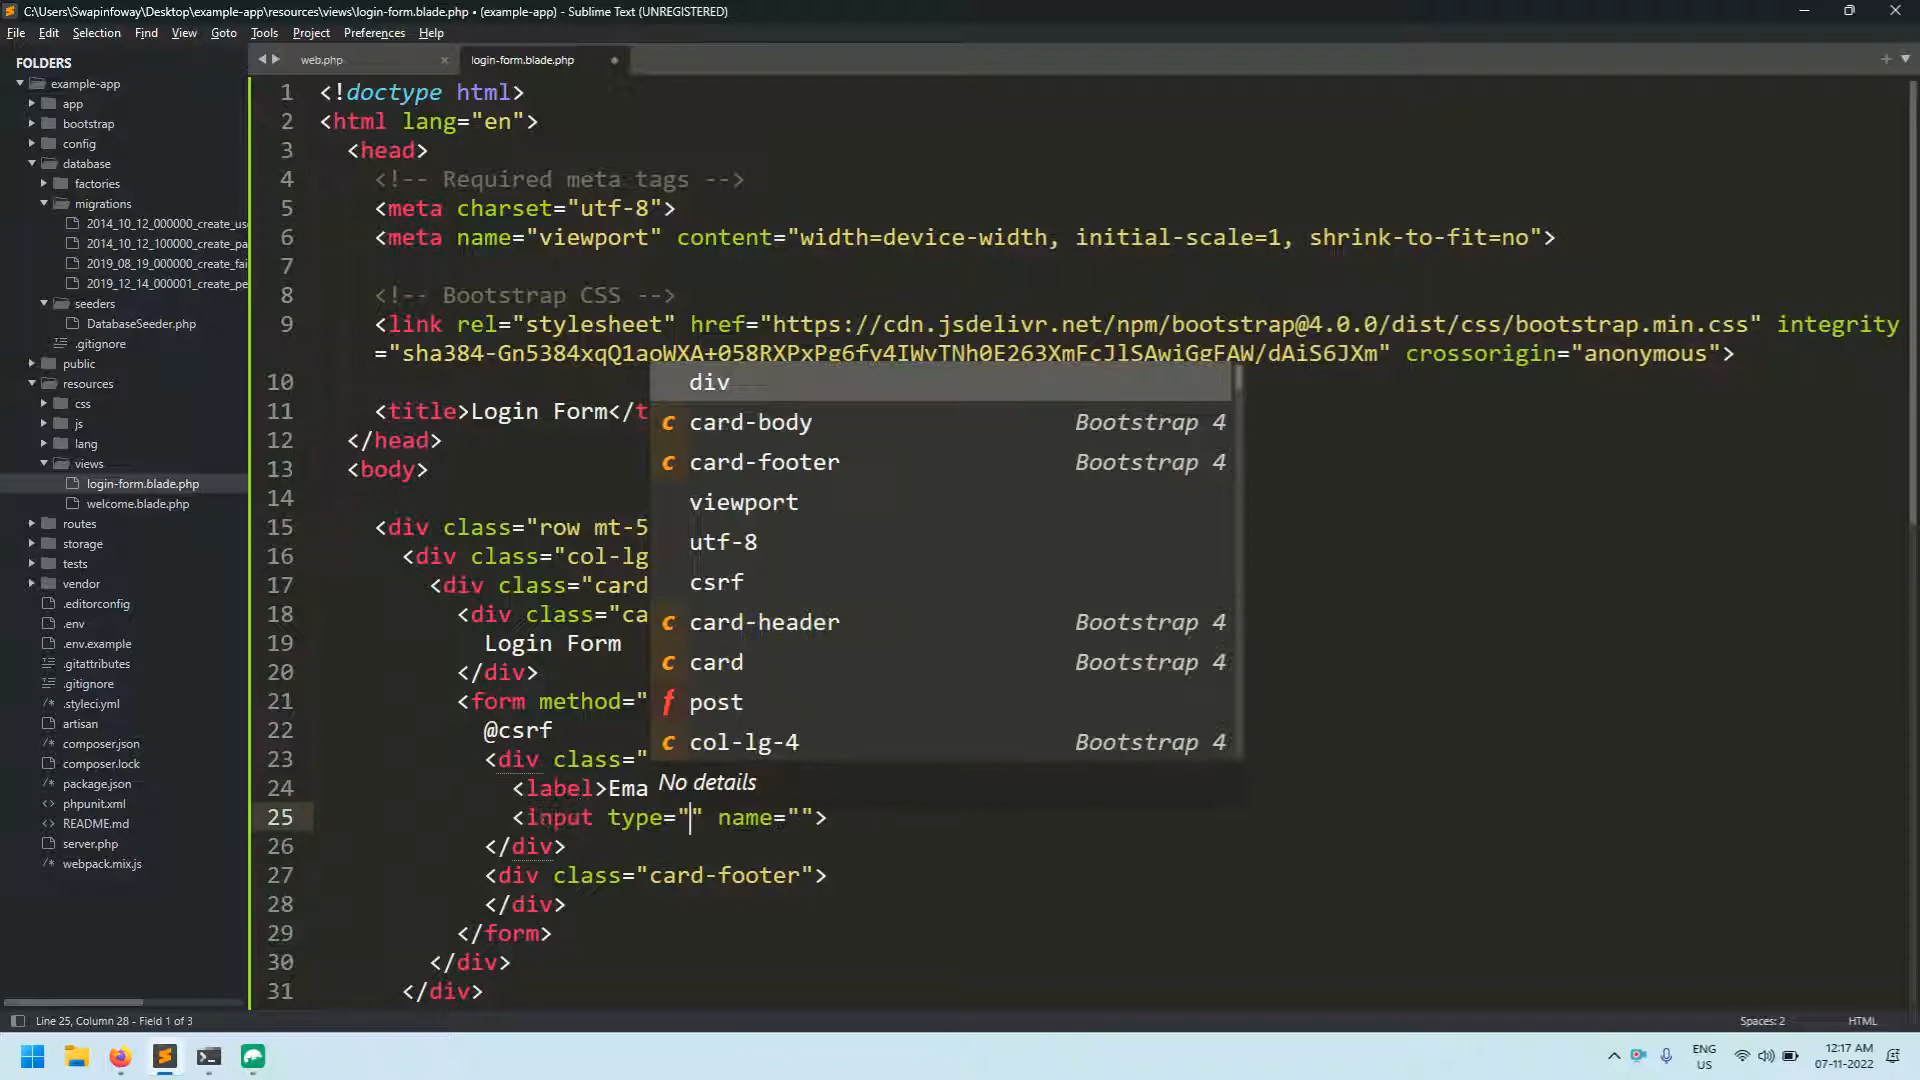 C:\Users\Swapinfoway\Desktop\example-app\resources\views\login-form.blade.php • (example-app) - Sublime Text (UNREGISTERED)
File Edit Selection Find View Goto Tools Project Preferences Help
FOLDERS
example-app
app
bootstrap
config
database
factories
migrations
2014_10_12_000000_create_us
2014_10_12_100000_create_pa
2019_08_19_000000_create_fai
2019_12_14_000001_create_pe
seeders
DatabaseSeeder.php
.gitignore
public
resources
css
js
lang
views
login-form.blade.php
welcome.blade.php
routes
storage
tests
vendor
.editorconfig
.env
.env.example
.gitattributes
.gitignore
.styleci.yml
artisan
composer.json
composer.lock
package.json
phpunit.xml
README.md
server.php
webpack.mix.js
web.php login-form.blade.php
1 <!doctype html>
2 <html lang="en">
3 <head>
4 <!-- Required meta tags -->
5 <meta charset="utf-8">
6 <meta name="viewport" content="width=device-width, initial-scale=1, shrink-to-fit=no">
7
8 <!-- Bootstrap CSS -->
9 <link rel="stylesheet" href="https://cdn.jsdelivr.net/npm/bootstrap@4.0.0/dist/css/bootstrap.min.css" integrity
="sha384-Gn5384xqQ1aoWXA+058RXPxPg6fy4IWvTNh0E263XmFcJlSAwiGgFAW/dAiS6JXm" crossorigin="anonymous">
10
11 <title>Login Form</t
12 </head>
13 <body>
14
15 <div class="row mt-5
16 <div class="col-lg
17 <div class="card
18 <div class="ca
19 Login Form
20 </div>
21 <form method="
22 @csrf
23 <div class="
24 <label>Ema
25 <input type="" name="">
26 </div>
27 <div class="card-footer">
28 </div>
29 </form>
30 </div>
31 </div>
div
c card-body Bootstrap 4
c card-footer Bootstrap 4
viewport
utf-8
csrf
c card-header Bootstrap 4
c card Bootstrap 4
f post
c col-lg-4 Bootstrap 4
No details
Line 25, Column 28 - Field 1 of 3
Spaces: 2 HTML
ENG
US
12:17 AM
07-11-2022